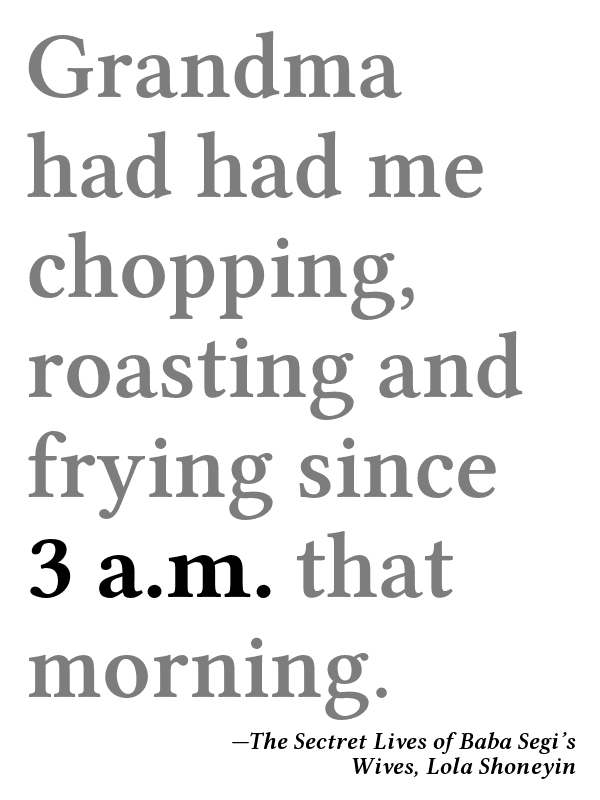 Grandma
had had me
chopping,
roasting and
frying since
3 a.m. that
morning.
—The Sectret Lives of Baba Segi’s
Wives, Lola Shoneyin